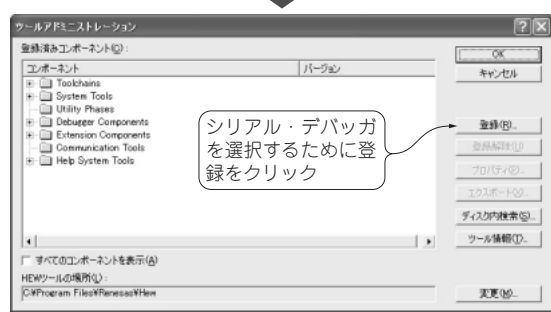 ツールアドミニストレーション
登録済みコンポーネント(C):
コンポーネント
バージョン
Toolchains
System Tools
Utility Phases
Debugger Components
Extension Components
Communication Tools
Help System Tools
シリアル・デバッガ
を選択するために登
録をクリック
OK
キャンセル
登録(R)...
登録解除(U)
プロパティ(P)...
エクスポート(X)...
ディスク内検索(S)...
ツール情報(T)...
すべてのコンポーネントを表示(A)
HEWツールの場所(L):
C:¥Program Files¥Renesas¥Hew
変更(M)...